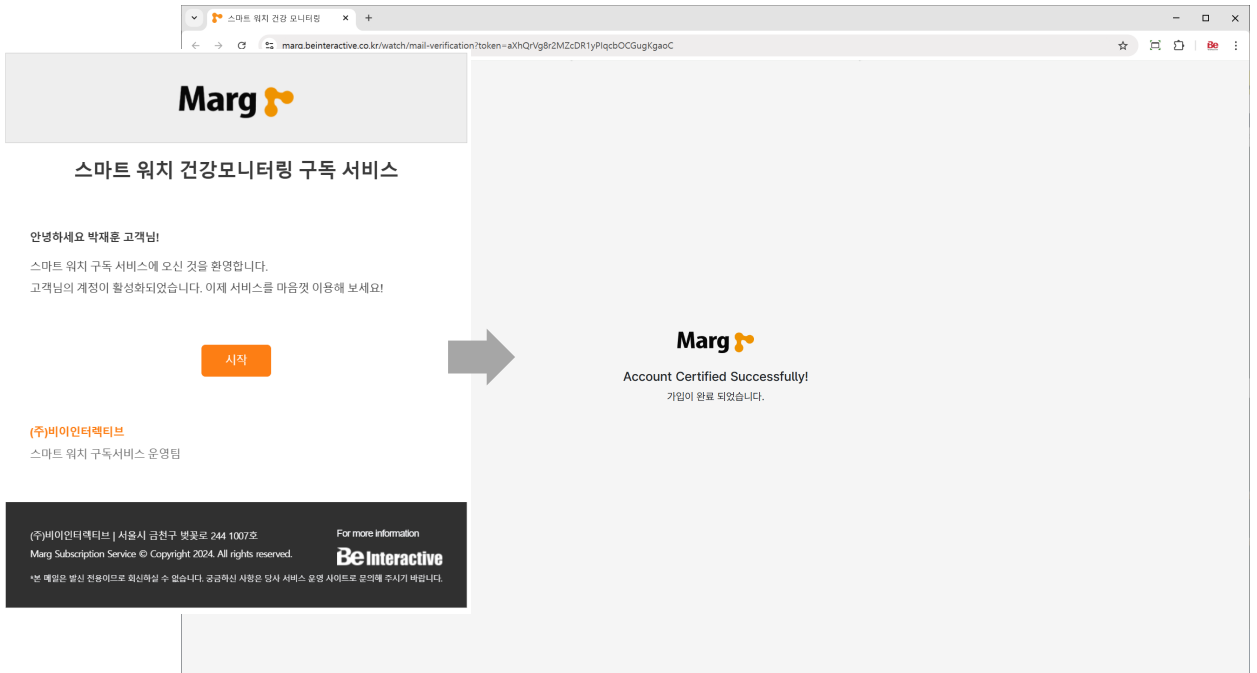 스마트 워치 건강 모니터링
marg.beinteractive.co.kr/watch/mail-verification?token=aXhQrVg8r2MZcDR1yPIqcbOCGugKgaoC
Be
Marg
스마트 워치 건강모니터링 구독 서비스
안녕하세요 박재훈 고객님!
스마트 워치 구독 서비스에 오신 것을 환영합니다.
고객님의 계정이 활성화되었습니다. 이제 서비스를 마음껏 이용해 보세요!
시작
(주)비이인터렉티브
스마트 워치 구독서비스 운영팀
(주)비이인터렉티브 | 서울시 금천구 벚꽃로 244 1007호
Marg Subscription Service © Copyright 2024. All rights reserved.
*본 메일은 발신 전용이므로 회신하실 수 없습니다. 궁금하신 사항은 당사 서비스 운영 사이트로 문의해 주시기 바랍니다.
For more information
Be Interactive
Marg
Account Certified Successfully!
가입이 완료 되었습니다.